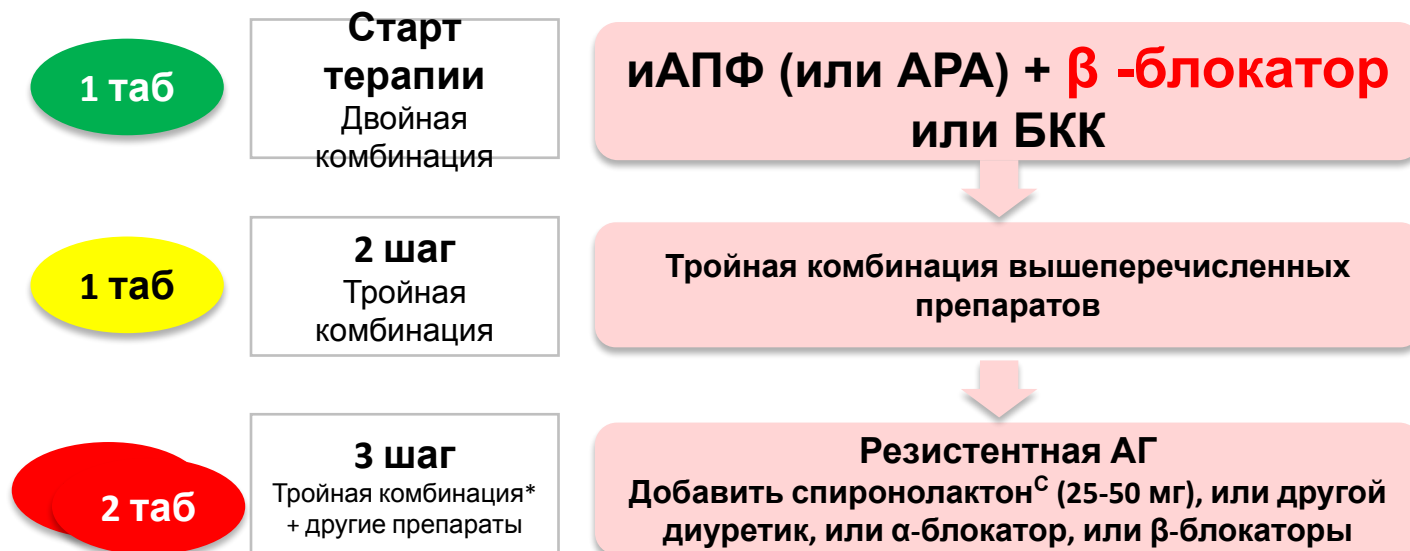 1 таб
Старт
терапии
Двойная
комбинация
иАПФ (или АРА) + β -блокатор
или БКК
1 таб
2 шаг
Тройная
комбинация
Тройная комбинация вышеперечисленных
препаратов
2 таб
3 шаг
Тройная комбинация*
+ другие препараты
Резистентная АГ
Добавить спиронолактонᶜ (25-50 мг), или другой
диуретик, или α-блокатор, или β-блокаторы